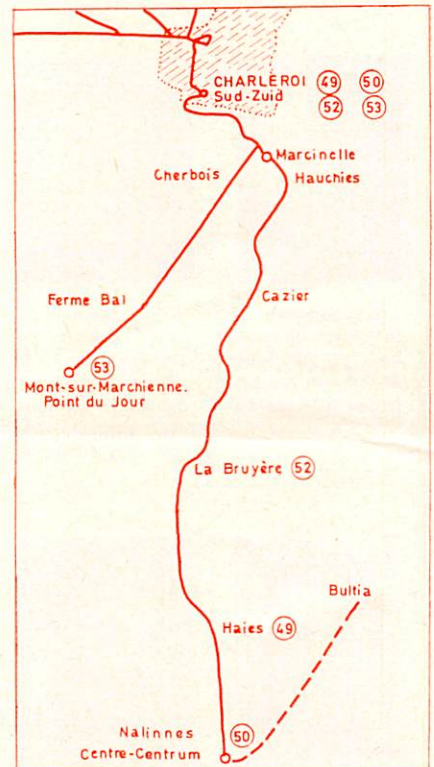 CHARLEROI 49 50
Sud-Zuid 52 53
Marcinelle
Hauchies
Cherbois
Cazier
Ferme Bal
53
Mont-sur-Marchienne.
Point du Jour
La Bruyère 52
Bultia
Haies 49
Nalinnes 50
Centre-Centrum